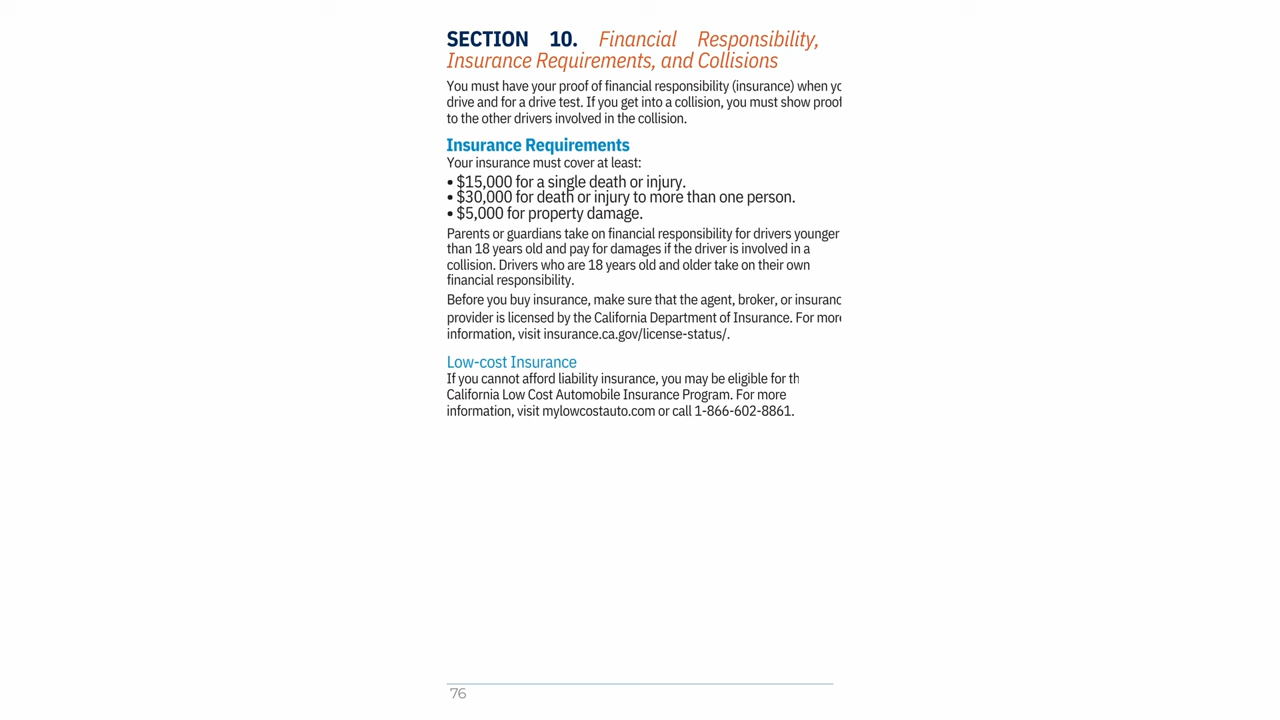 SECTION 10. Financial Responsibility,
Insurance Requirements, and Collisions
You must have your proof of financial responsibility (insurance) when yo
drive and for a drive test. If you get into a collision, you must show proof
to the other drivers involved in the collision.
Insurance Requirements
Your insurance must cover at least:
• $15,000 for a single death or injury.
• $30,000 for death or injury to more than one person.
• $5,000 for property damage.
Parents or guardians take on financial responsibility for drivers younger
than 18 years old and pay for damages if the driver is involved in a
collision. Drivers who are 18 years old and older take on their own
financial responsibility.
Before you buy insurance, make sure that the agent, broker, or insuranc
provider is licensed by the California Department of Insurance. For more
information, visit insurance.ca.gov/license-status/.
Low-cost Insurance
If you cannot afford liability insurance, you may be eligible for th
California Low Cost Automobile Insurance Program. For more
information, visit mylowcostauto.com or call 1-866-602-8861.
76